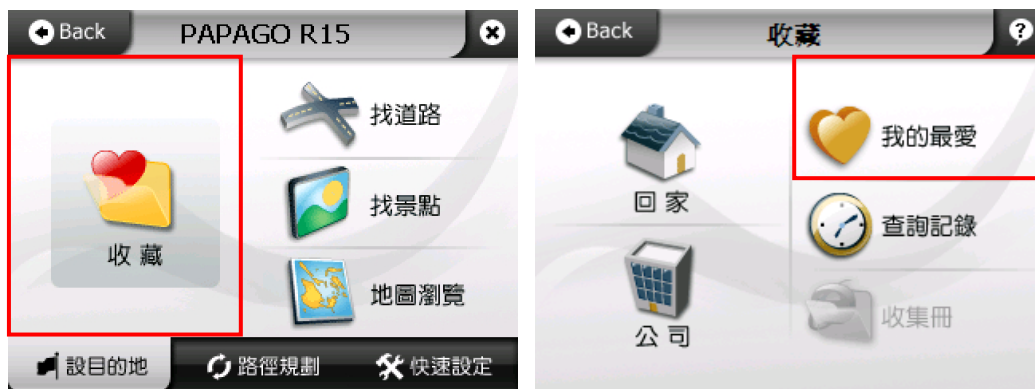 Back
PAPAGO R15
收藏
找道路
找景點
地圖瀏覽
設目的地
路徑規劃
快速設定
Back
收藏
?
回家
我的最愛
查詢記錄
公司
收集冊